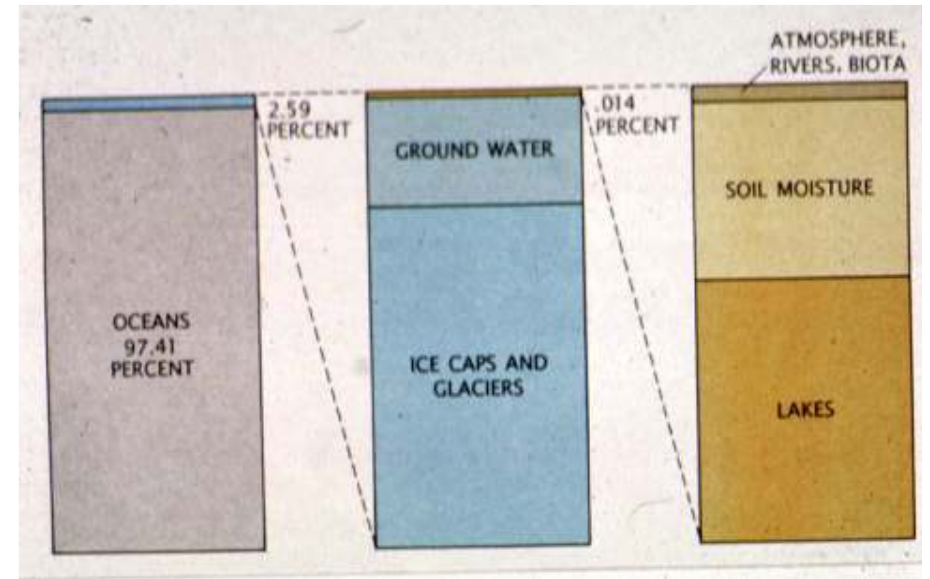 ATMOSPHERE,
RIVERS, BIOTA
2.59
PERCENT
.014
PERCENT
GROUND WATER
SOIL MOISTURE
OCEANS
97.41
PERCENT
ICE CAPS AND
GLACIERS
LAKES